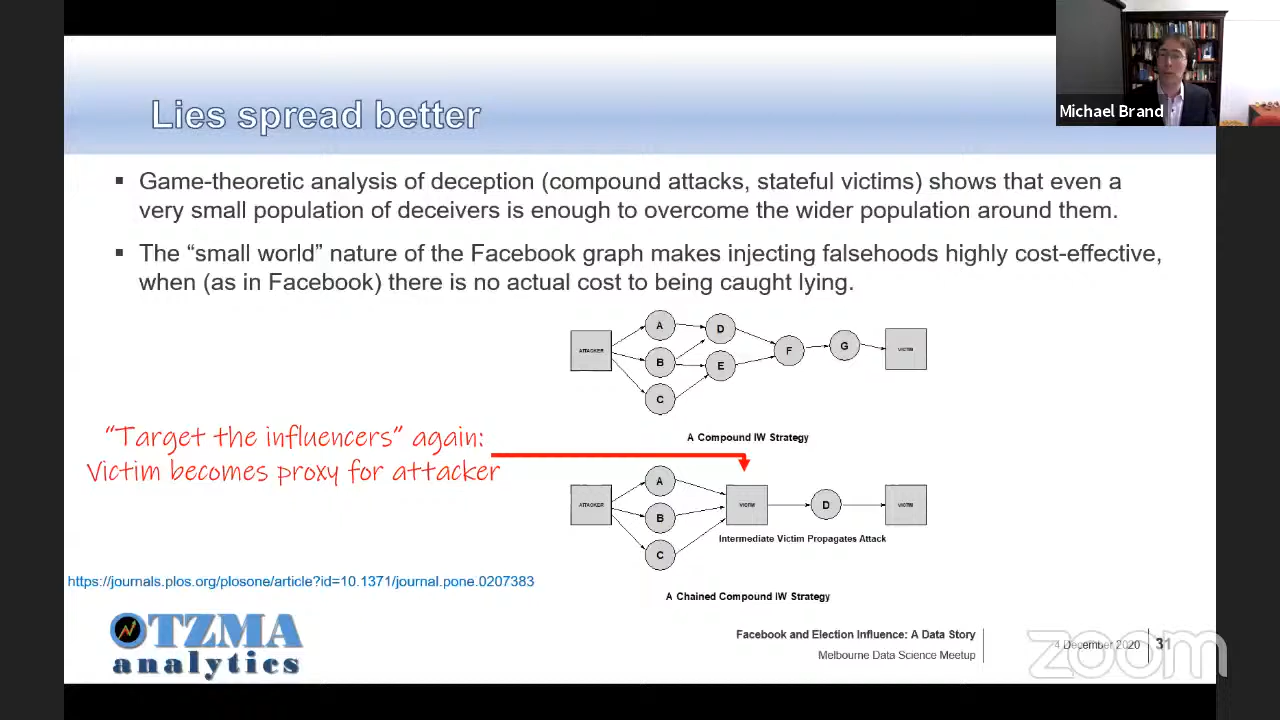 Michael Brand
Lies spread better
▪ Game-theoretic analysis of deception (compound attacks, stateful victims) shows that even a
very small population of deceivers is enough to overcome the wider population around them.
▪ The “small world” nature of the Facebook graph makes injecting falsehoods highly cost-effective,
when (as in Facebook) there is no actual cost to being caught lying.
ATTACKER
A
B
C
D
E
F
G
VICTIM
A Compound IW Strategy
“Target the influencers” again:
Victim becomes proxy for attacker
ATTACKER
A
B
C
VICTIM
D
VICTIM
Intermediate Victim Propagates Attack
A Chained Compound IW Strategy
https://journals.plos.org/plosone/article?id=10.1371/journal.pone.0207383
OTZMA
analytics
Facebook and Election Influence: A Data Story
Melbourne Data Science Meetup
4 December 2020
31
zoom